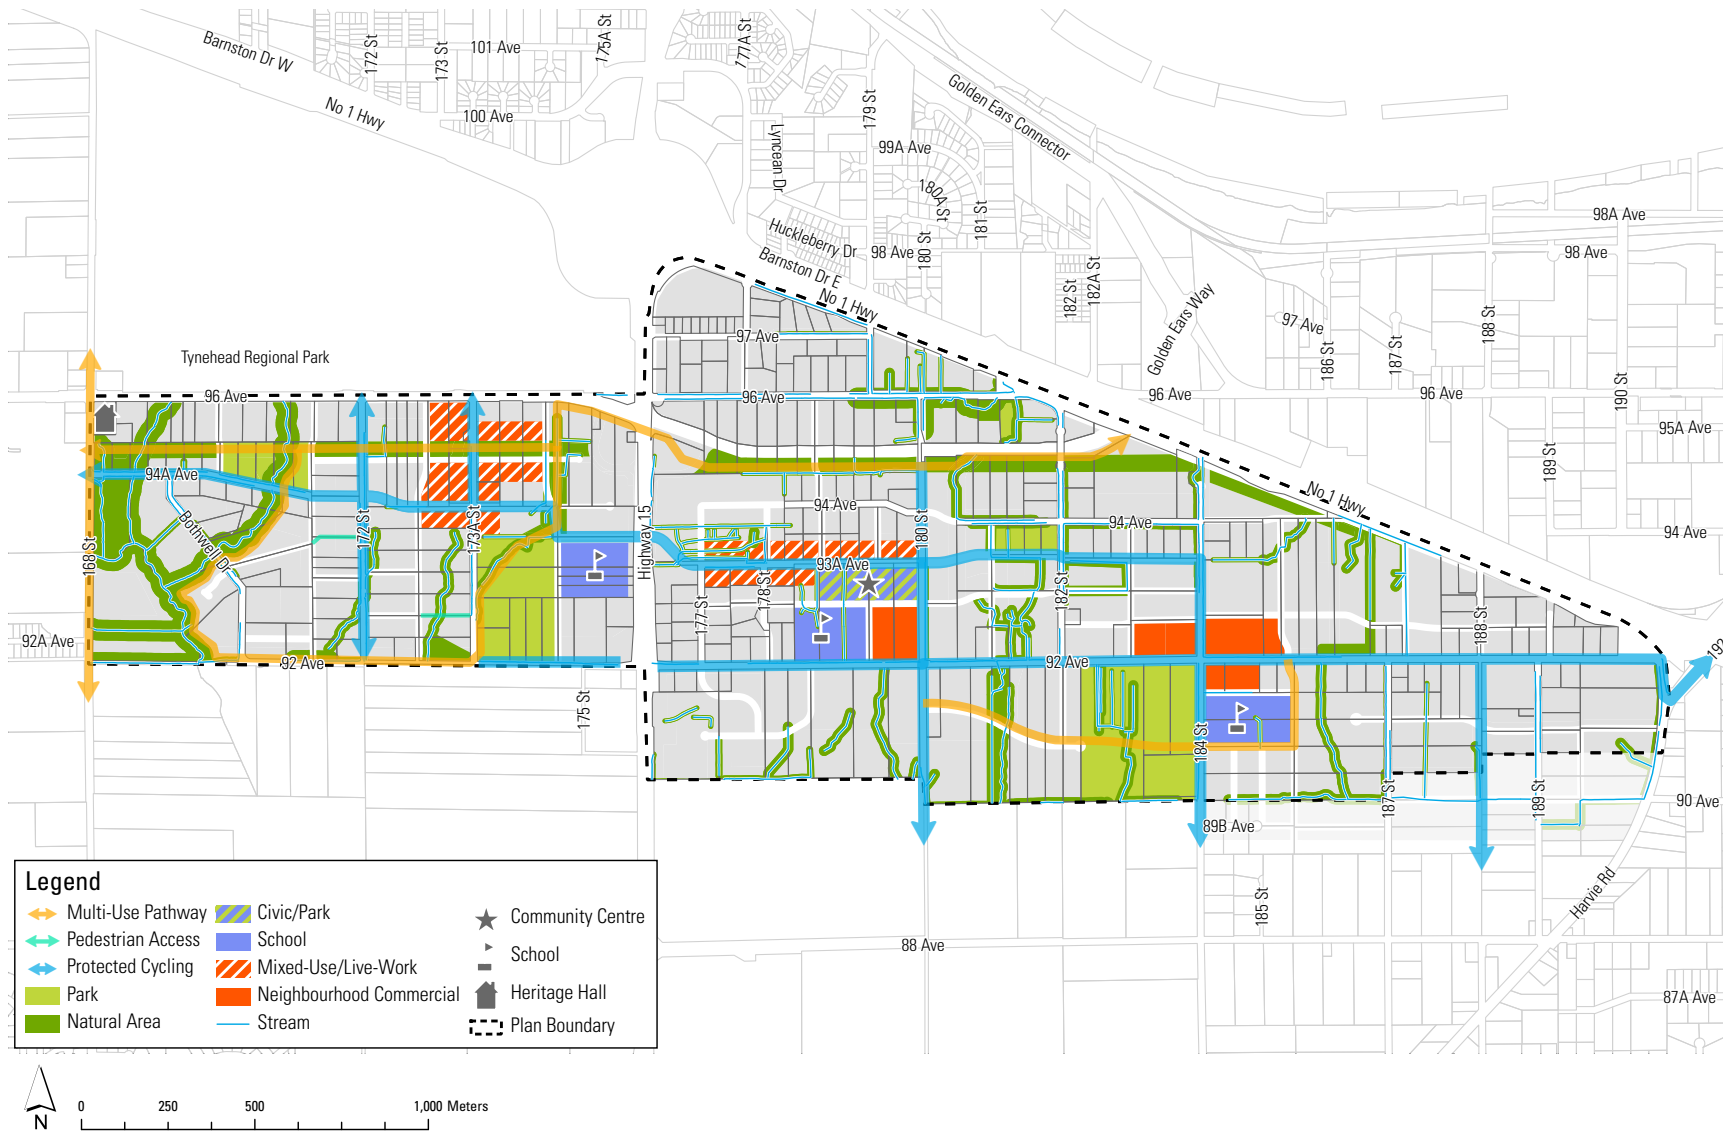 Barnston Dr W
172 St
173 St
101 Ave
175A St
177A St
No 1 Hwy
100 Ave
179 St
Golden Ears Connector
Lyncean Dr
99A Ave
180A St
181 St
98A Ave
Huckleberry Dr
98 Ave
180 St
98 Ave
Barnston Dr E
No 1 Hwy
182 St
182A St
Golden Ears Way
97 Ave
188 St
97 Ave
186 St
187 St
Tynehead Regional Park
96 Ave
96 Ave
96 Ave
96 Ave
190 St
95A Ave
94A Ave
189 St
No 1 Hwy
94 Ave
94 Ave
94 Ave
Bothwell Dr
172 St
173A St
Highway 15
180 St
168 St
93A Ave
178 St
182 St
177 St
188 St
92A Ave
92 Ave
92 Ave
192
175 St
184 St
187 St
189 St
90 Ave
89B Ave
185 St
Harvie Rd
88 Ave
87A Ave
Legend
Multi-Use Pathway
Pedestrian Access
Protected Cycling
Park
Natural Area
Civic/Park
School
Mixed-Use/Live-Work
Neighbourhood Commercial
Stream
Community Centre
School
Heritage Hall
Plan Boundary
N
0 250 500 1,000 Meters